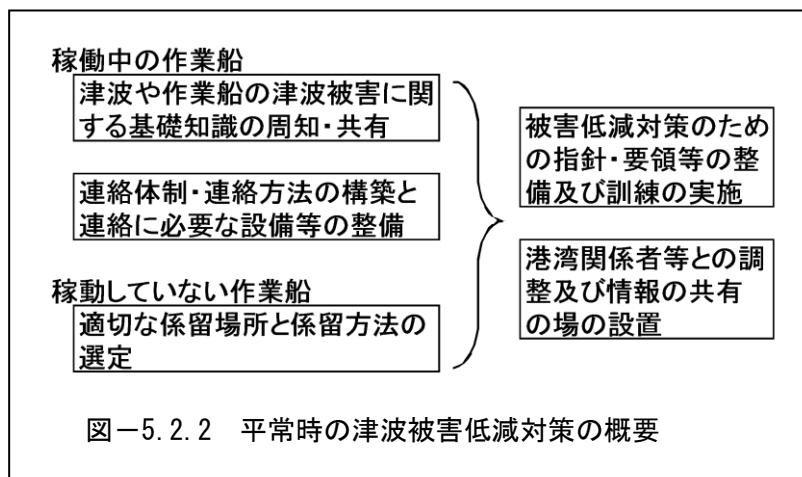 稼働中の作業船
津波や作業船の津波被害に関
する基礎知識の周知・共有
連絡体制・連絡方法の構築と
連絡に必要な設備等の整備
稼動していない作業船
適切な係留場所と係留方法の
選定
被害低減対策のため
の指針・要領等の整
備及び訓練の実施
港湾関係者等との調
整及び情報の共有
の場の設置
図－5.2.2　平常時の津波被害低減対策の概要